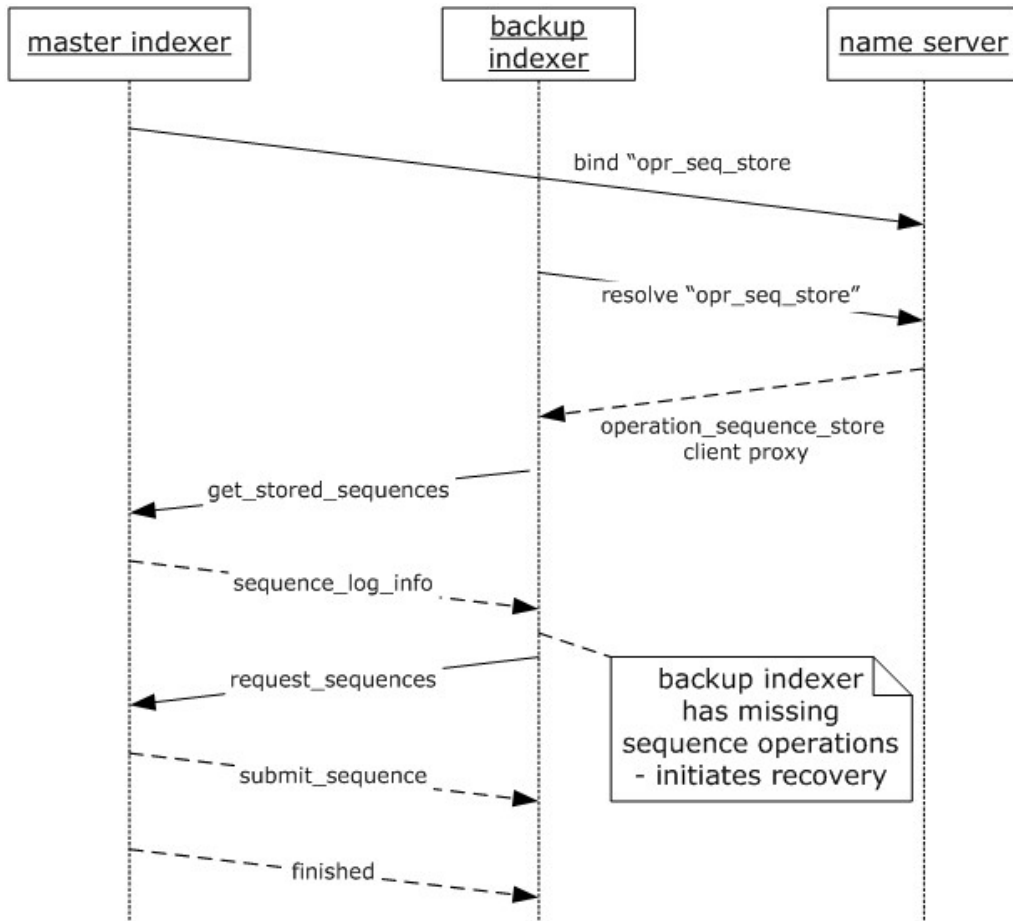 master indexer
backup
indexer
name server
bind “opr_seq_store
resolve “opr_seq_store”
operation_sequence_store
client proxy
get_stored_sequences
sequence_log_info
request_sequences
backup indexer
has missing
sequence operations
- initiates recovery
submit_sequence
finished